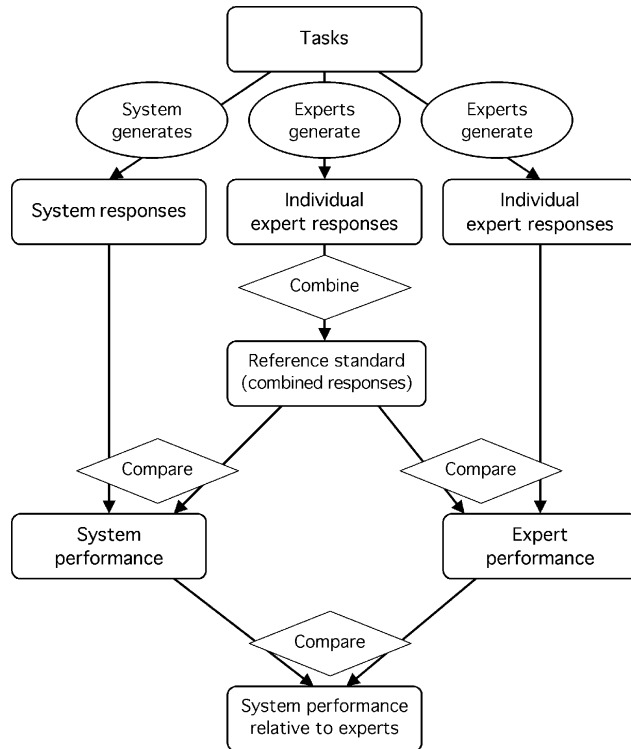 Tasks
System
generates
Experts
generate
Experts
generate
System responses
Individual
expert responses
Individual
expert responses
Combine
Reference standard
(combined responses)
Compare
Compare
System
performance
Expert
performance
Compare
System performance
relative to experts